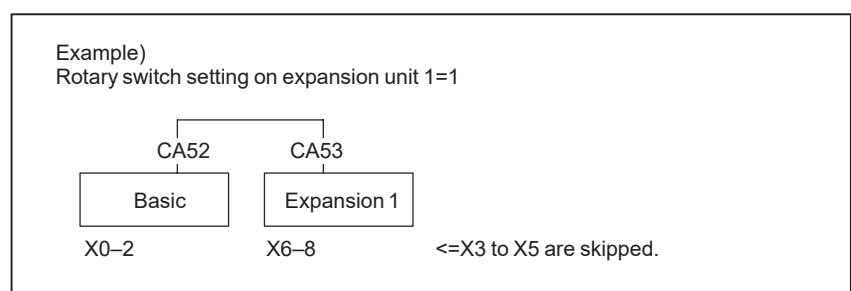 Example)
Rotary switch setting on expansion unit 1=1
CA52 CA53
Basic Expansion 1
X0–2 X6–8 <=X3 to X5 are skipped.